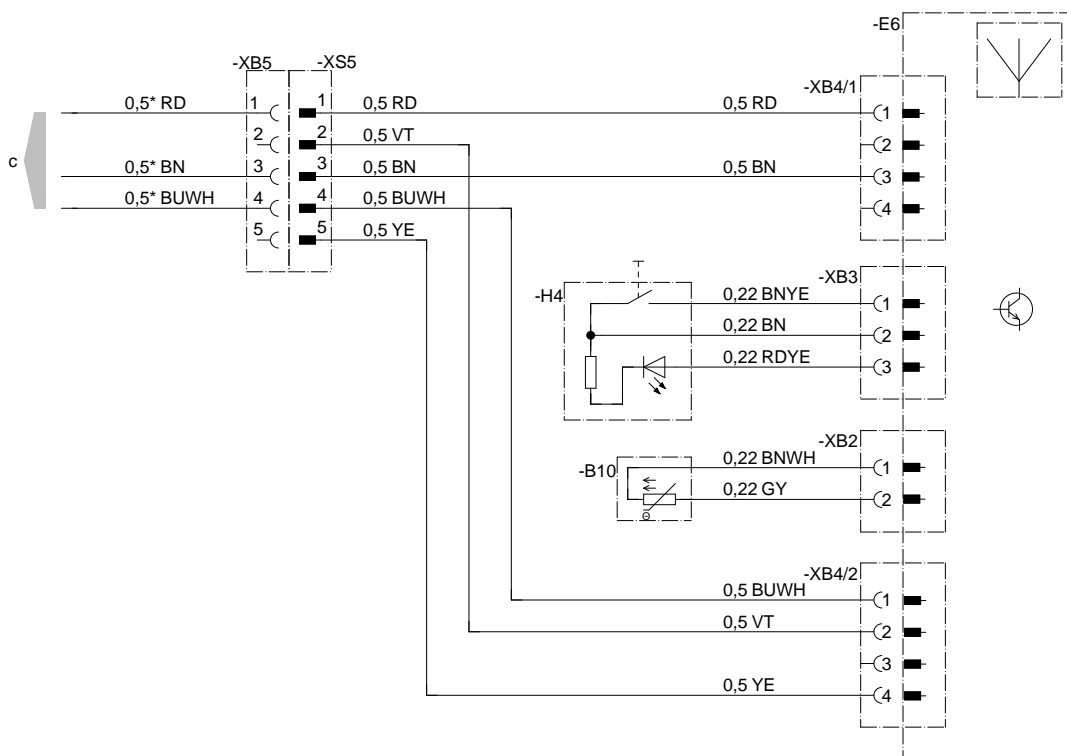 -E6
-XB5 -XS5
-XB4/1
0,5* RD 1 1 0,5 RD 0,5 RD 1
2 2 0,5 VT 2
c
0,5* BN 3 3 0,5 BN 0,5 BN 3
0,5* BUWH 4 4 0,5 BUWH 4
5 5 0,5 YE
-XB3
-H4
0,22 BNYE 1
0,22 BN 2
0,22 RDYE 3
-XB2
-B10
0,22 BNWH 1
0,22 GY 2
Θ
-XB4/2
0,5 BUWH 1
0,5 VT 2
3
0,5 YE 4